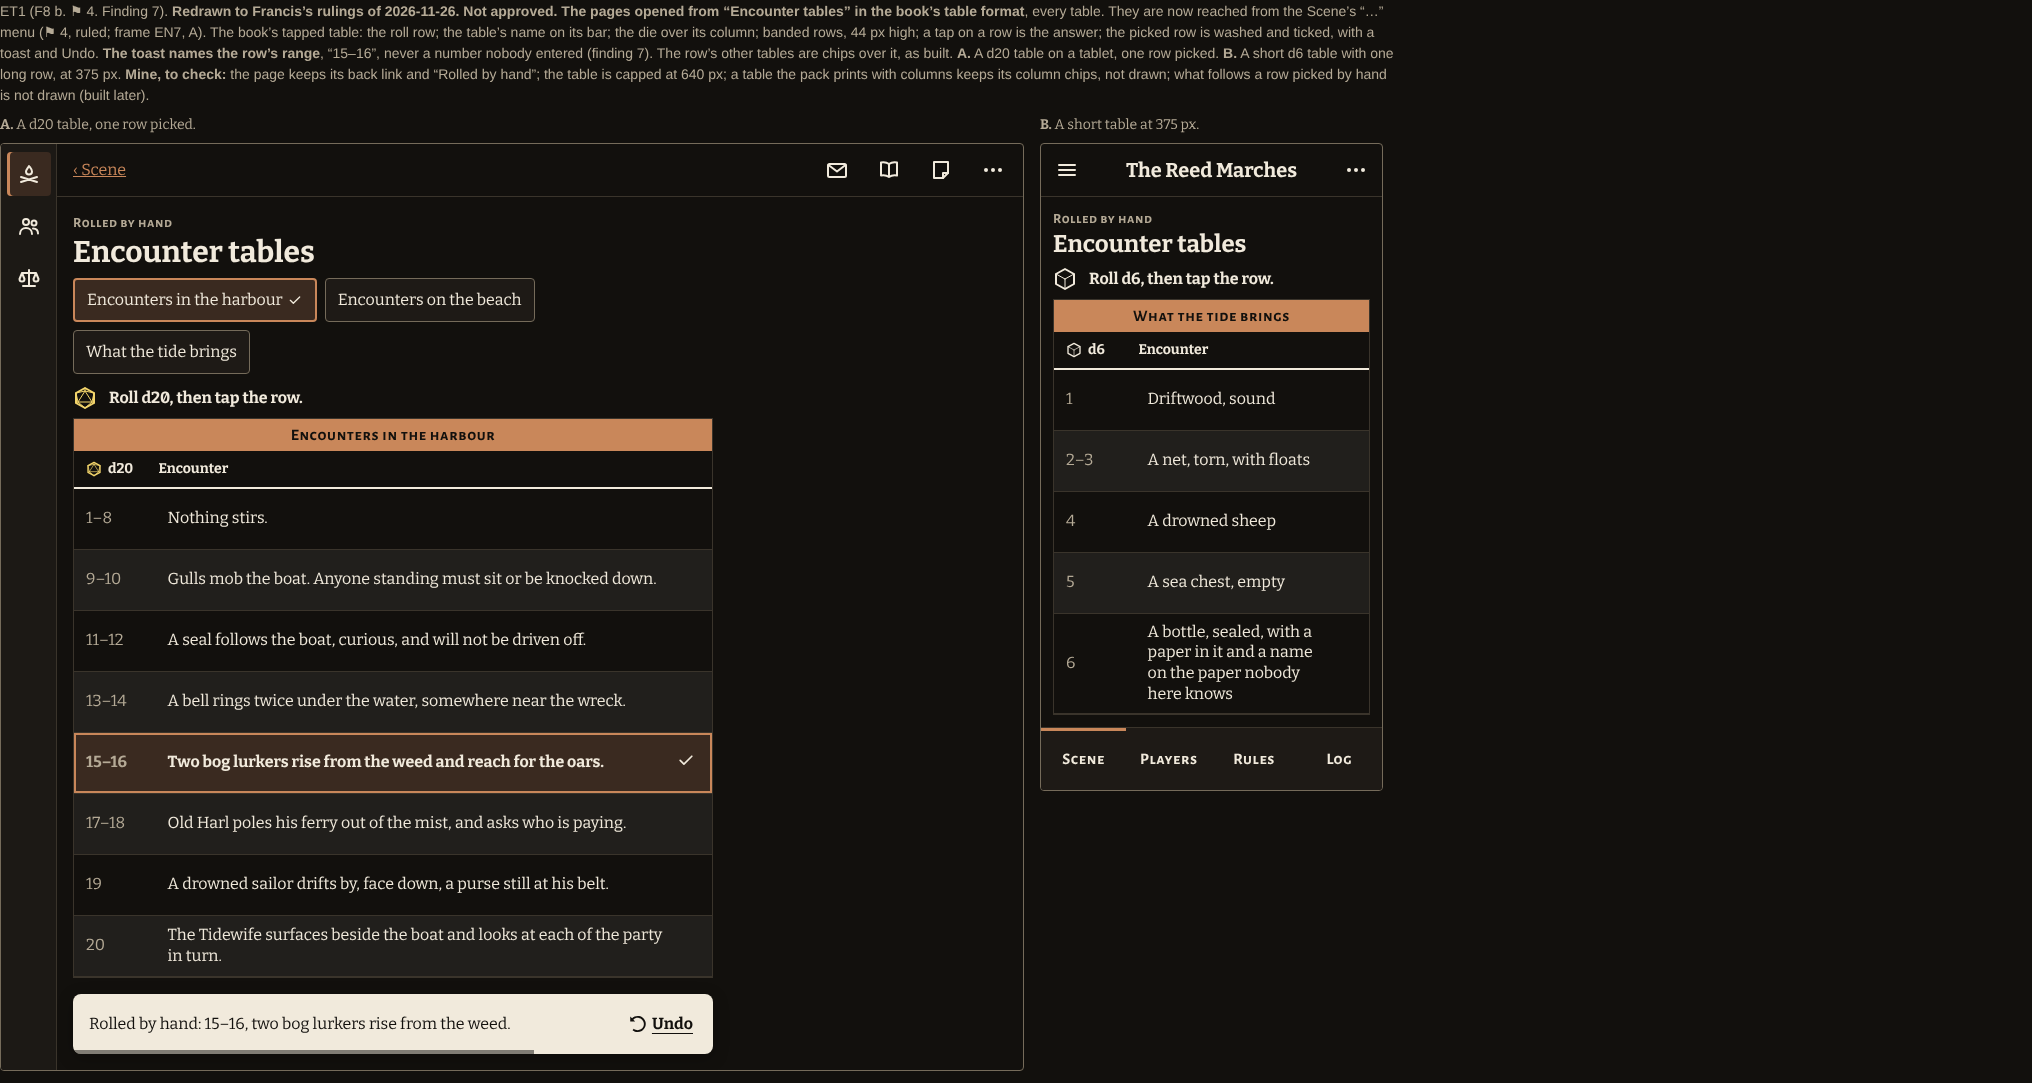 ET1 (F8 b. ⚑ 4. Finding 7). Redrawn to Francis’s rulings of 2026-11-26. Not approved. The pages opened from “Encounter tables” in the book’s table format, every table. They are now reached from the Scene’s “…”
menu (⚑ 4, ruled; frame EN7, A). The book’s tapped table: the roll row; the table’s name on its bar; the die over its column; banded rows, 44 px high; a tap on a row is the answer; the picked row is washed and ticked, with a
toast and Undo. The toast names the row’s range, “15–16”, never a number nobody entered (finding 7). The row’s other tables are chips over it, as built. A. A d20 table on a tablet, one row picked. B. A short d6 table with one
long row, at 375 px. Mine, to check: the page keeps its back link and “Rolled by hand”; the table is capped at 640 px; a table the pack prints with columns keeps its column chips, not drawn; what follows a row picked by hand
is not drawn (built later).
A. A d20 table, one row picked.
‹ Scene
Rolled by hand
Encounter tables
Encounters in the harbour ✓
Encounters on the beach
What the tide brings
Roll d20, then tap the row.
Encounters in the harbour
d20 Encounter
1–8 Nothing stirs.
9–10 Gulls mob the boat. Anyone standing must sit or be knocked down.
11–12 A seal follows the boat, curious, and will not be driven off.
13–14 A bell rings twice under the water, somewhere near the wreck.
15–16 Two bog lurkers rise from the weed and reach for the oars. ✓
17–18 Old Harl poles his ferry out of the mist, and asks who is paying.
19 A drowned sailor drifts by, face down, a purse still at his belt.
20 The Tidewife surfaces beside the boat and looks at each of the party
in turn.
Rolled by hand: 15–16, two bog lurkers rise from the weed.
Undo
B. A short table at 375 px.
The Reed Marches
Rolled by hand
Encounter tables
Roll d6, then tap the row.
What the tide brings
d6 Encounter
1 Driftwood, sound
2–3 A net, torn, with floats
4 A drowned sheep
5 A sea chest, empty
6 A bottle, sealed, with a
paper in it and a name
on the paper nobody
here knows
Scene Players Rules Log